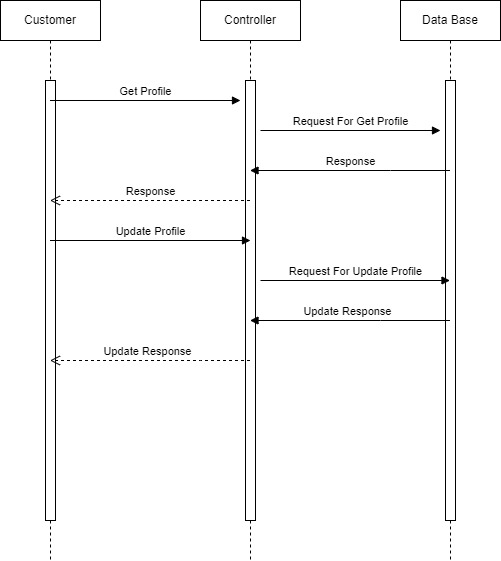 Customer
Controller
Data Base
Get Profile
Request For Get Profile
Response
Response
Update Profile
Request For Update Profile
Update Response
Update Response